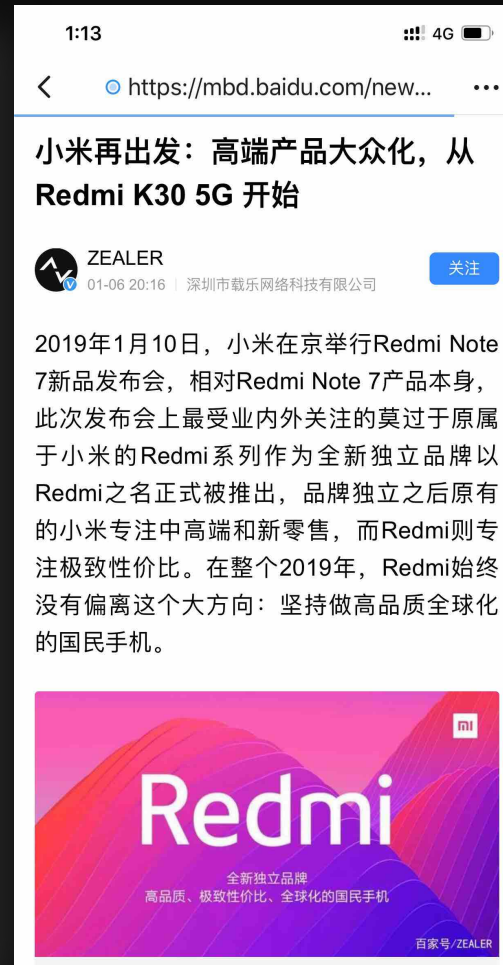 1:13
4G
https://mbd.baidu.com/new...
小米再出发：高端产品大众化，从
Redmi K30 5G 开始
ZEALER
关注
01-06 20:16 深圳市载乐网络科技有限公司
2019年1月10日，小米在京举行Redmi Note
7新品发布会，相对Redmi Note 7产品本身，
此次发布会上最受业内外关注的莫过于原属
于小米的Redmi系列作为全新独立品牌以
Redmi之名正式被推出，品牌独立之后原有
的小米专注中高端和新零售，而Redmi则专
注极致性价比。在整个2019年，Redmi始终
没有偏离这个大方向：坚持做高品质全球化
的国民手机。
mi
Redmi
全新独立品牌
高品质、极致性价比、全球化的国民手机
百家号/ZEALER